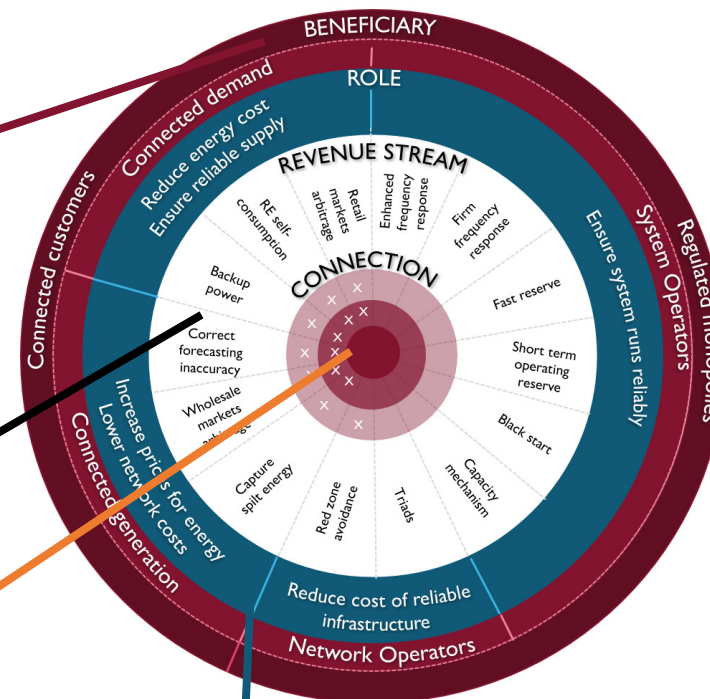 BENEFICIARY
ROLE
REVENUE STREAM
CONNECTION
Connected customers
Connected demand
Reduce energy cost
Ensure reliable supply
Regulated monopolies
System Operators
Ensure system runs reliably
Network Operators
Reduce cost of reliable
infrastructure
Connected generation
Increase prices for energy
Lower network costs
Backup
power
RE self-
consumption
Retail
markets
arbitrage
Enhanced
frequency
response
Firm
frequency
response
Fast reserve
Short term
operating
reserve
Black start
Capacity
mechanism
Triads
Red zone
avoidance
Capture
spilt energy
Wholesale
markets
Correct
forecasting
inaccuracy
X
X
X
X
X
X
X
X
X
X
X
X
X